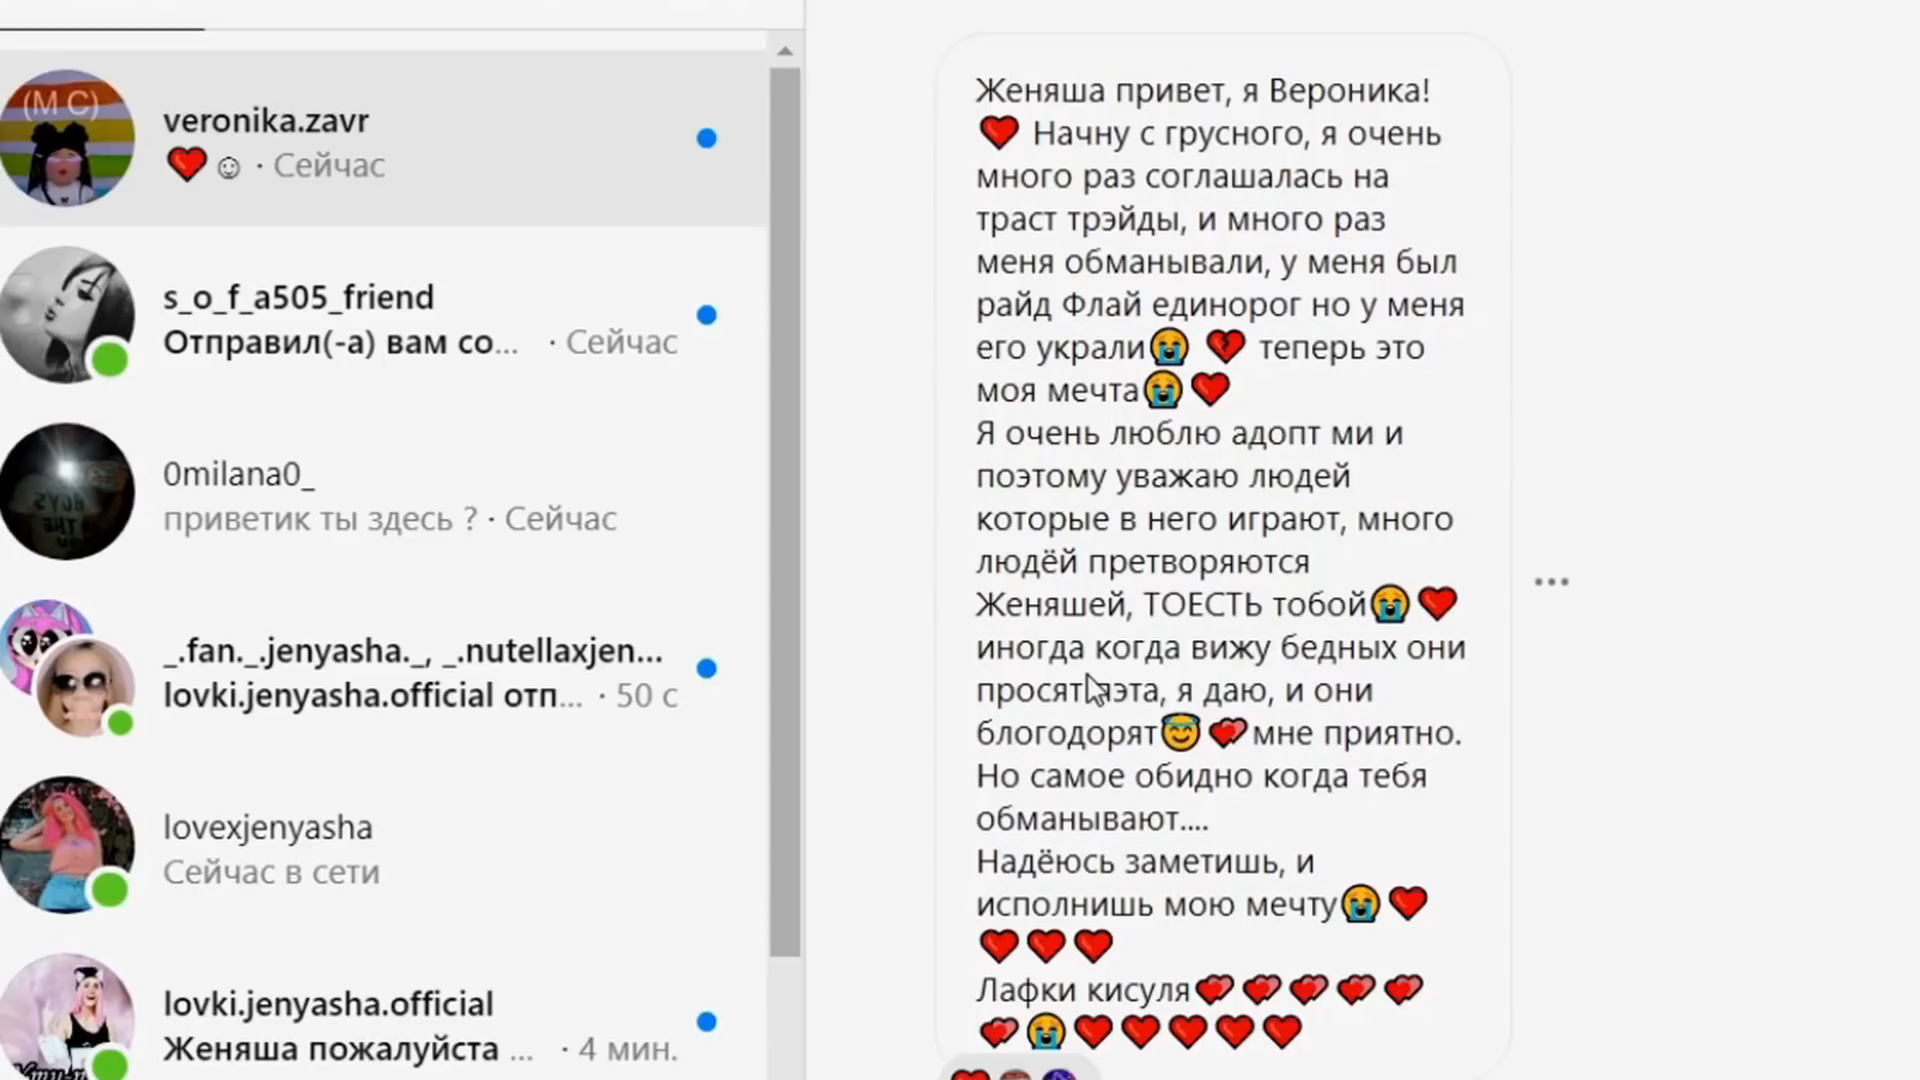 (M C)
veronika.zavr
❤️☺ · Сейчас
s_o_f_a505_friend
Отправил(-а) вам со... · Сейчас
0milana0_
приветик ты здесь ? · Сейчас
_.fan._.jenyasha._, _.nutellaxjen...
lovki.jenyasha.official отп... · 50 с
lovexjenyasha
Сейчас в сети
lovki.jenyasha.official
Женяша пожалуйста ... · 4 мин.
Женяша привет, я Вероника!
❤️ Начну с грусного, я очень
много раз соглашалась на
траст трэйды, и много раз
меня обманывали, у меня был
райд Флай единорог но у меня
его украли😭 💔 теперь это
моя мечта😭❤️
Я очень люблю адопт ми и
поэтому уважаю людей
которые в него играют, много
людёй претворяются
Женяшей, ТОЕСТЬ тобой😭❤️
иногда когда вижу бедных они
просят пэта, я даю, и они
блогодорят😇💕мне приятно.
Но самое обидно когда тебя
обманывают....
Надёюсь заметишь, и
исполнишь мою мечту😭❤️
❤️❤️❤️
Лафки кисуля💕💕💕💕💕
💕😭❤️❤️❤️❤️❤️